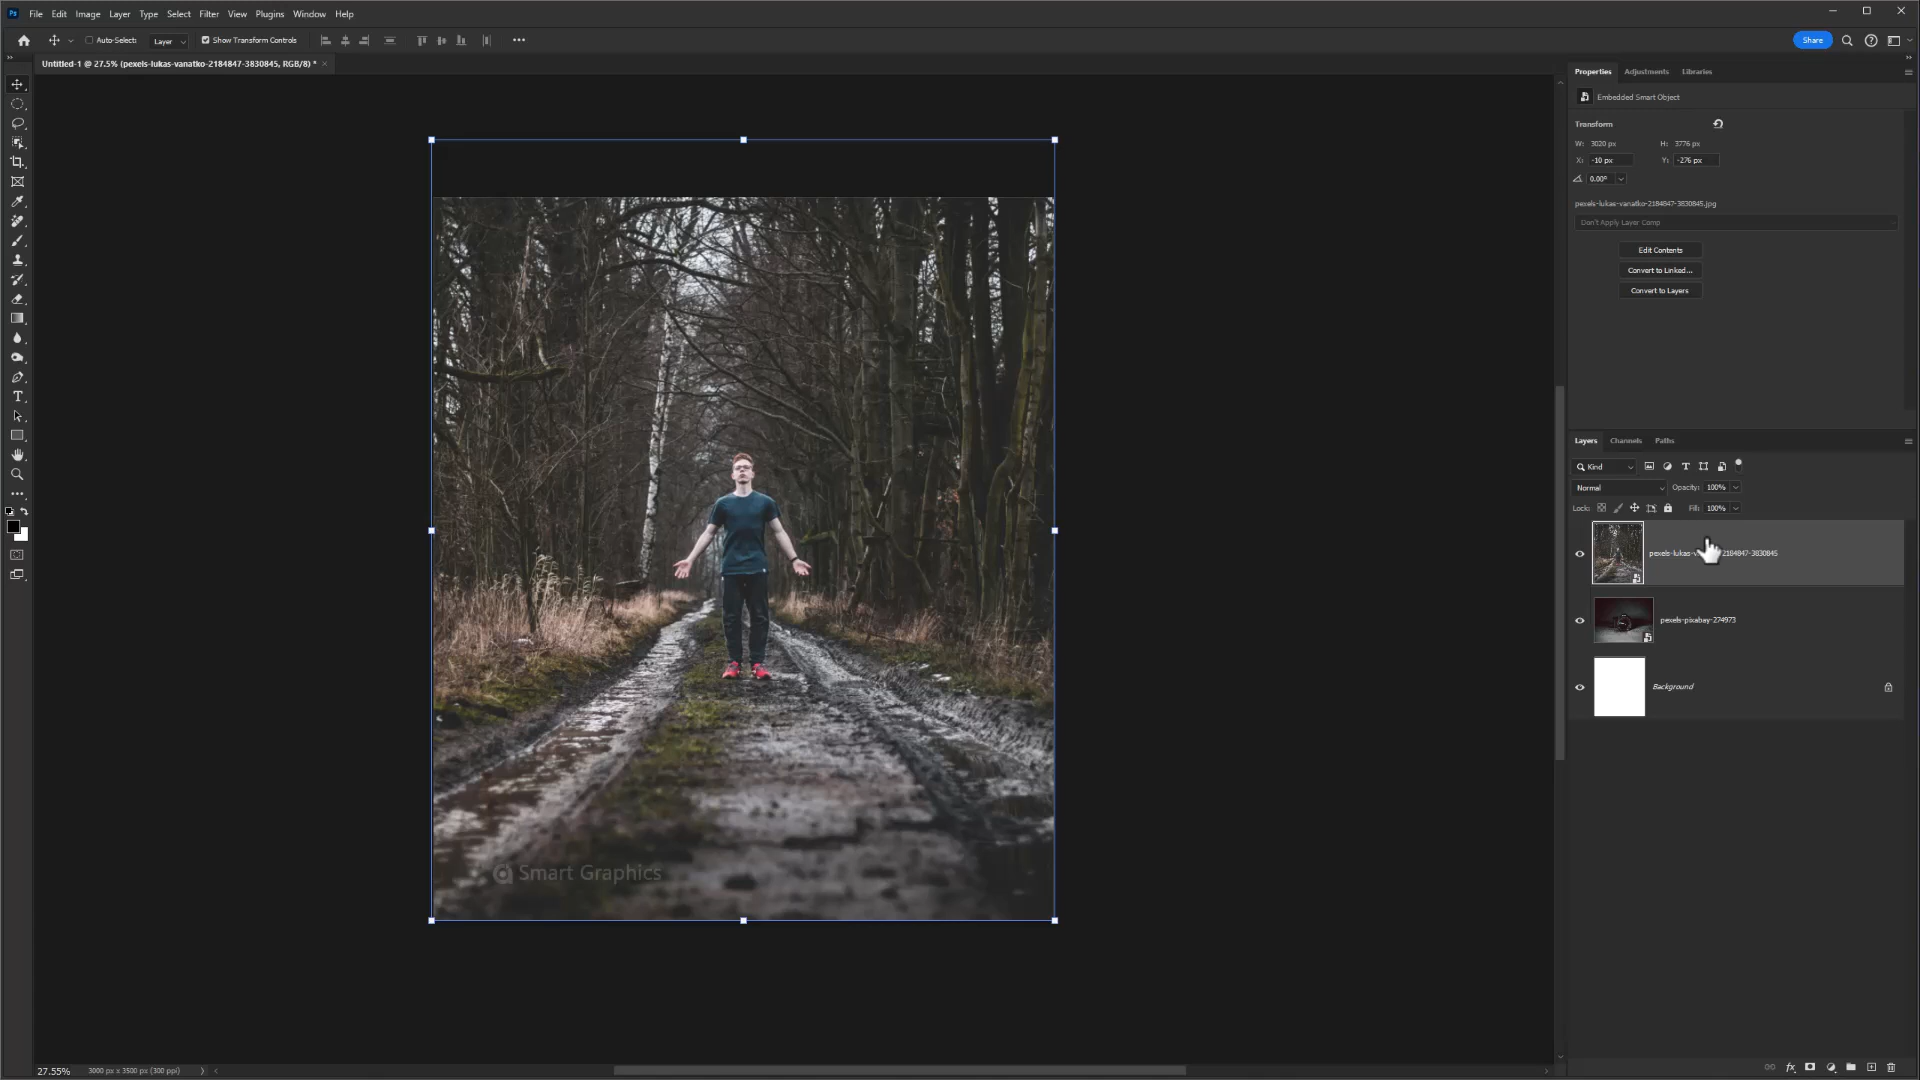 Ps File Edit Image Layer Type Select Filter View Plugins Window Help
Auto-Select: Layer Show Transform Controls Share
Untitled-1 @ 27.5% (pexels-lukas-vanatko-2184847-3830845, RGB/8) *
Properties Adjustments Libraries
Embedded Smart Object
Transform
W: 3020 px H: 3776 px
X: -10 px Y: -276 px
0.00°
pexels-lukas-vanatko-2184847-3830845.jpg
Don't Apply Layer Comp
Edit Contents
Convert to Linked...
Convert to Layers
Layers Channels Paths
Kind
Normal Opacity: 100%
Lock: Fill: 100%
pexels-lukas-v 2184847-3830845
pexels-pixabay-274973
Background
Smart Graphics
27.55% 3000 px x 3500 px (300 ppi)
fx